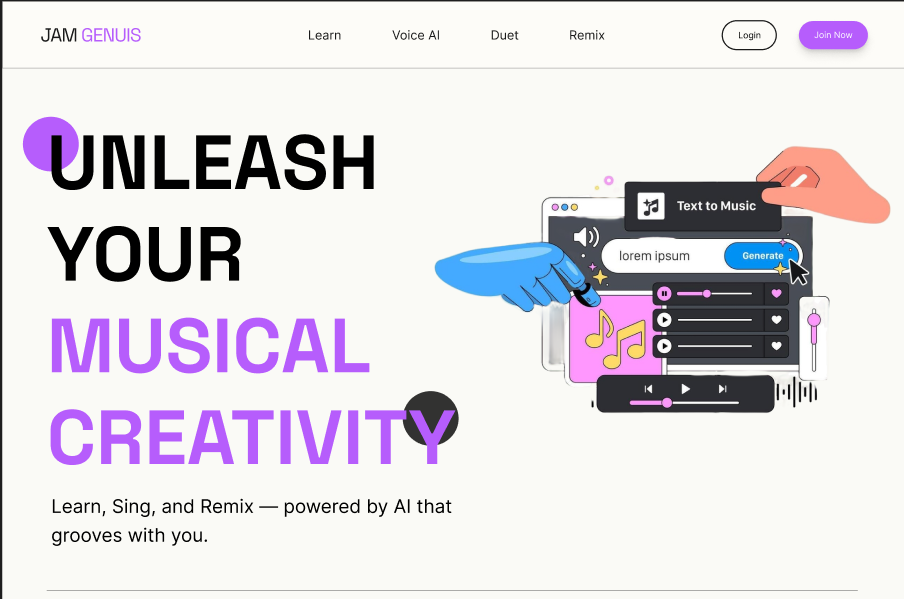 JAM GENUIS
Learn
Voice AI
Duet
Remix
Login
Join Now
UNLEASH
YOUR
MUSICAL
CREATIVITY
Learn, Sing, and Remix — powered by AI that
grooves with you.
Text to Music
lorem ipsum
Generate